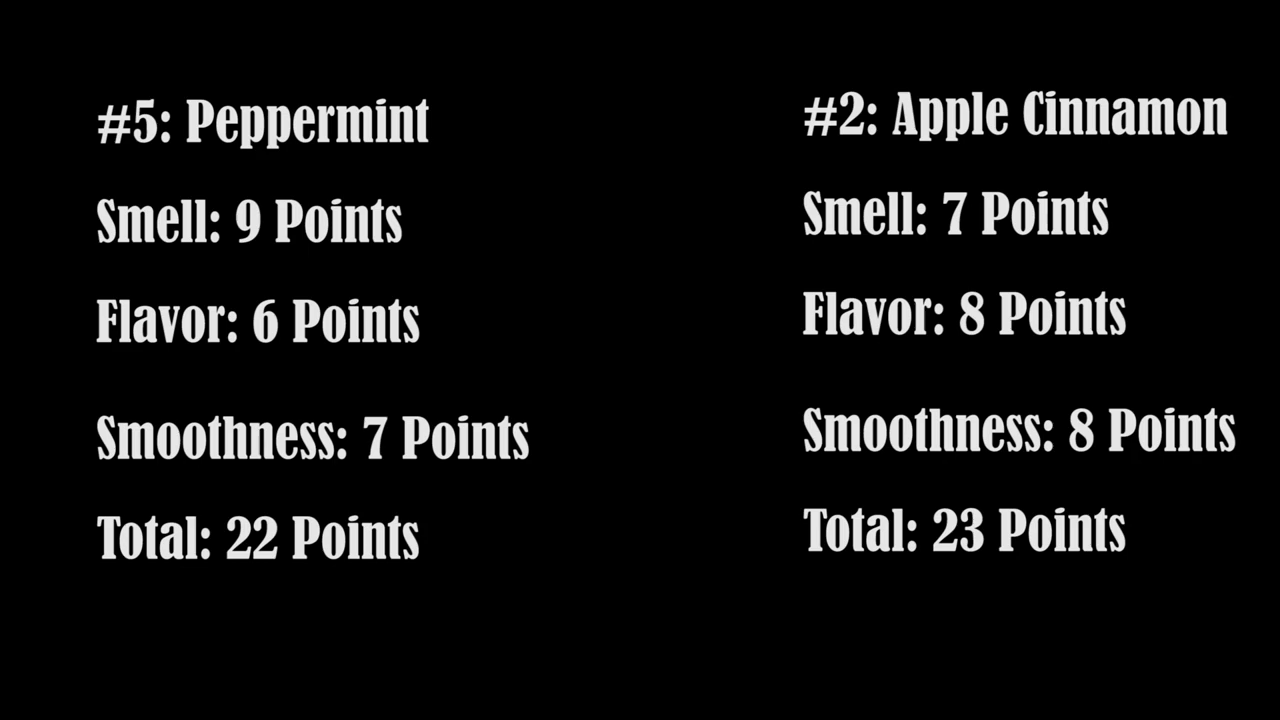 #5: Peppermint
Smell: 9 Points
Flavor: 6 Points
Smoothness: 7 Points
Total: 22 Points
#2: Apple Cinnamon
Smell: 7 Points
Flavor: 8 Points
Smoothness: 8 Points
Total: 23 Points